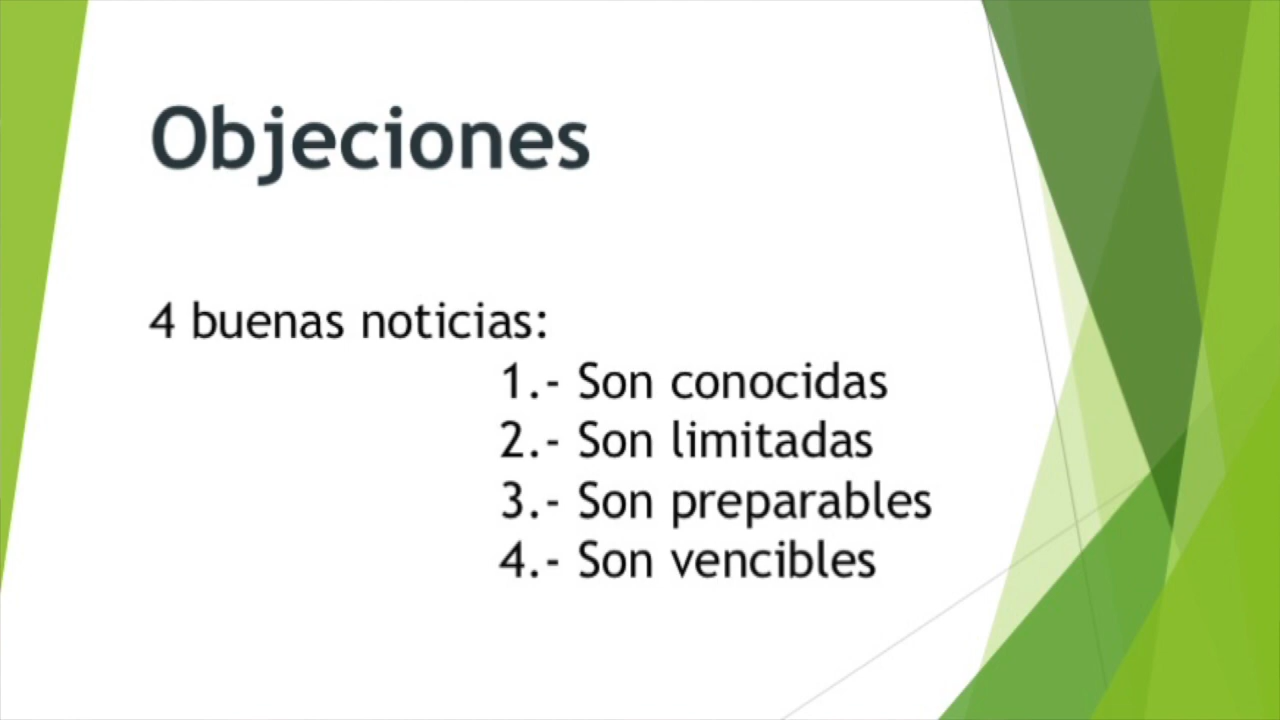 Objeciones
4 buenas noticias:
1.- Son conocidas
2.- Son limitadas
3.- Son preparables
4.- Son vencibles